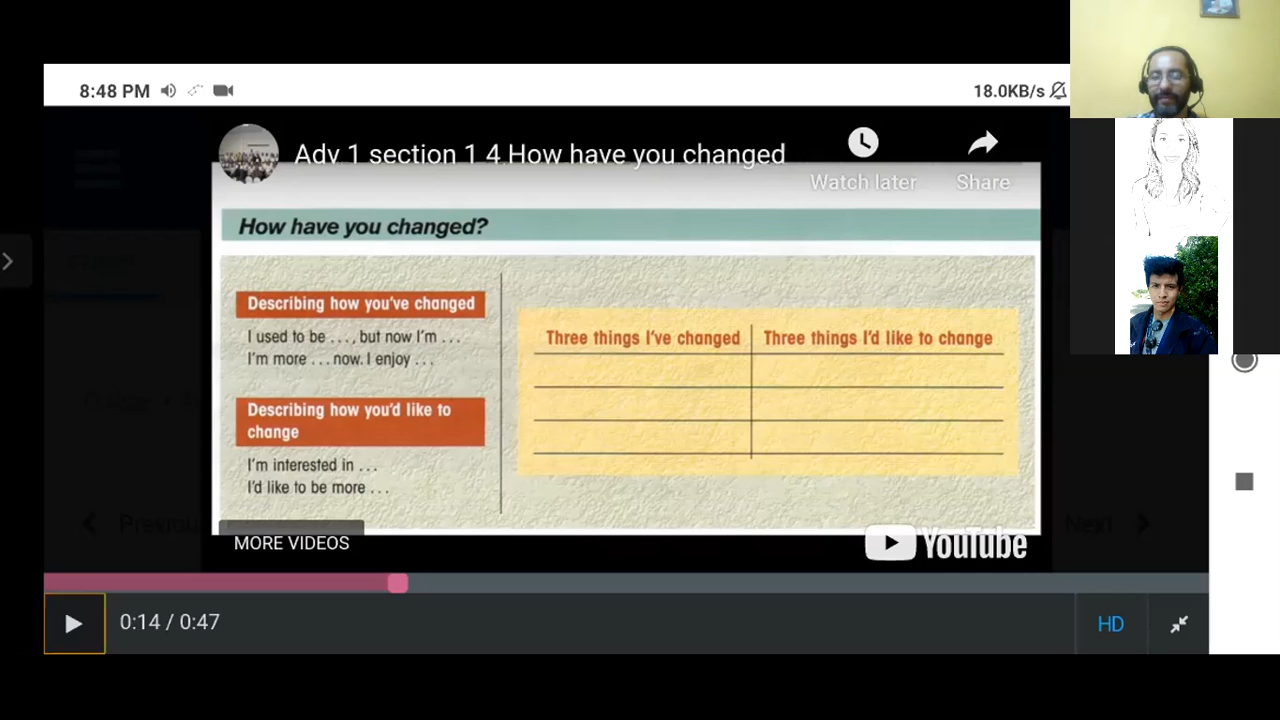 8:48 PM
18.0KB/s
Adv 1 section 1 4 How have you changed
Watch later
Share
How have you changed?
Describing how you've changed
I used to be . . . , but now I'm . . .
I'm more . . . now. I enjoy . . .
Describing how you'd like to
change
I'm interested in . . .
I'd like to be more . . .
Three things I've changed
Three things I'd like to change
Previou
Next
MORE VIDEOS
YouTube
0:14 / 0:47
HD